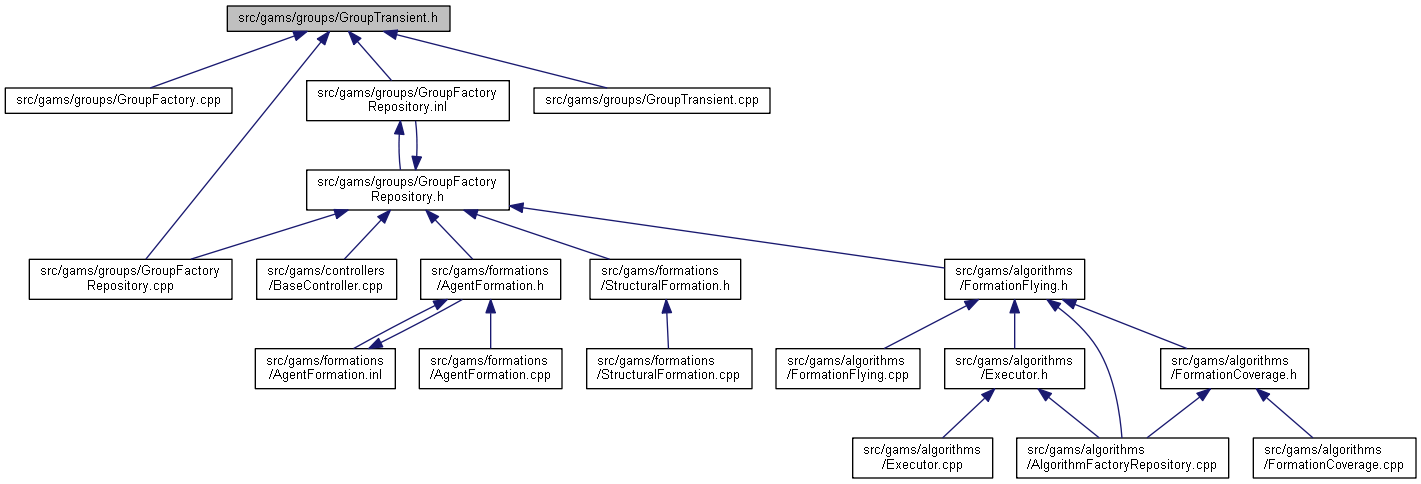 src/gams/groups/GroupTransient.h
src/gams/groups/GroupFactory.cpp
src/gams/groups/GroupFactory
Repository.inl
src/gams/groups/GroupTransient.cpp
src/gams/groups/GroupFactory
Repository.h
src/gams/groups/GroupFactory
Repository.cpp
src/gams/controllers
/BaseController.cpp
src/gams/formations
/AgentFormation.h
src/gams/formations
/StructuralFormation.h
src/gams/algorithms
/FormationFlying.h
src/gams/formations
/AgentFormation.inl
src/gams/formations
/AgentFormation.cpp
src/gams/formations
/StructuralFormation.cpp
src/gams/algorithms
/FormationFlying.cpp
src/gams/algorithms
/Executor.h
src/gams/algorithms
/FormationCoverage.h
src/gams/algorithms
/Executor.cpp
src/gams/algorithms
/AlgorithmFactoryRepository.cpp
src/gams/algorithms
/FormationCoverage.cpp